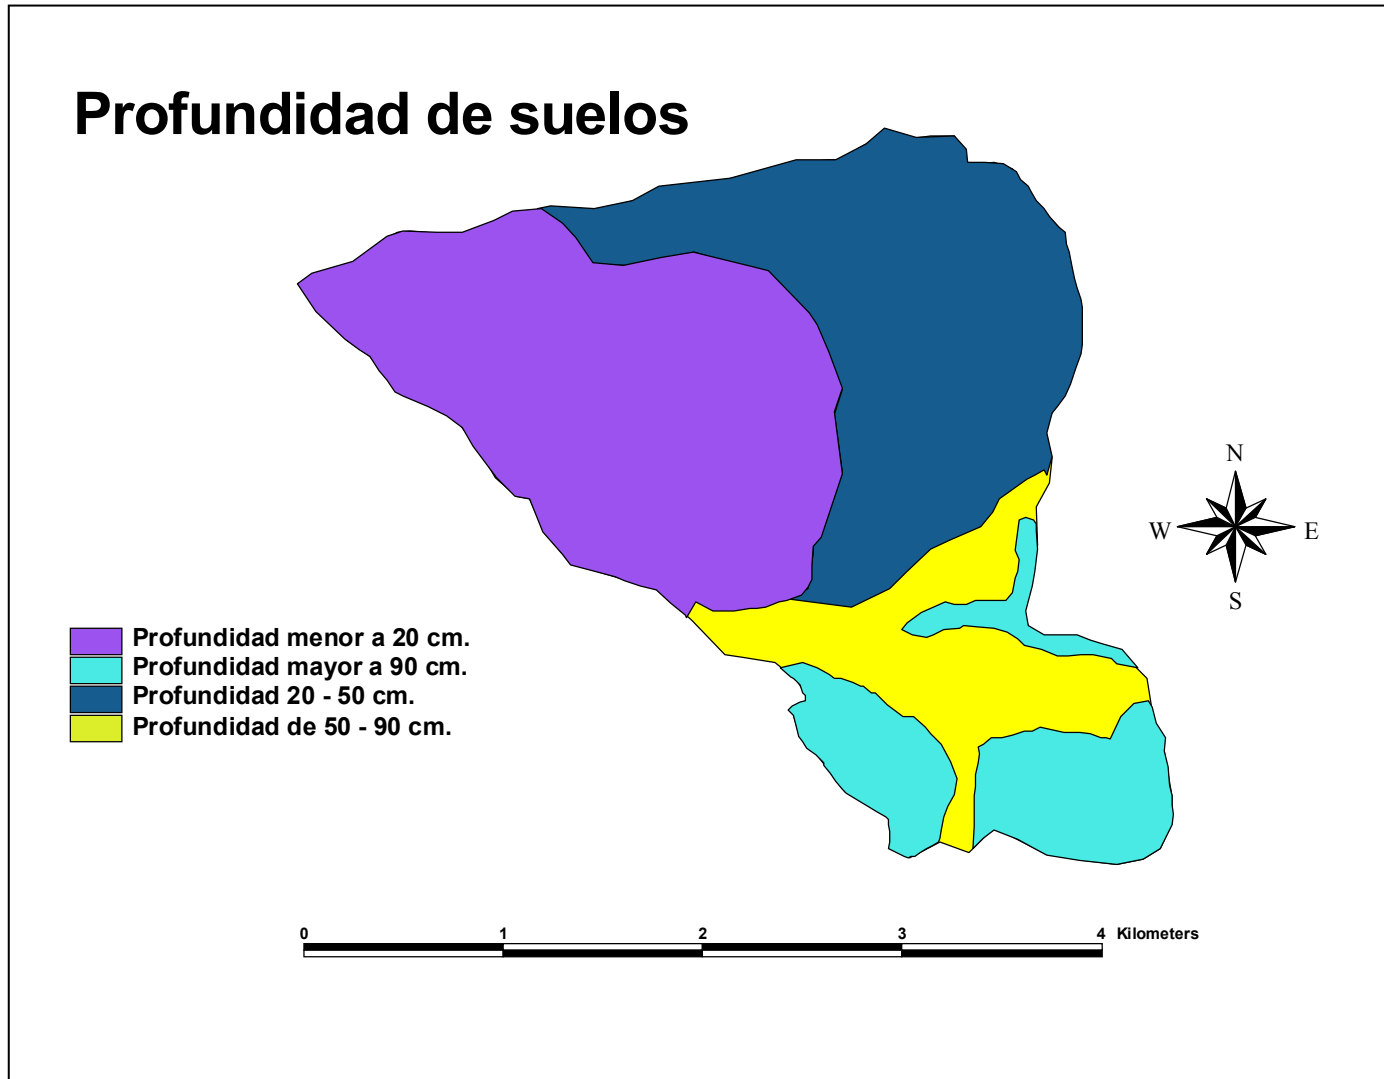 Profundidad de suelos
N
W
E
S
Profundidad menor a 20 cm.
Profundidad mayor a 90 cm.
Profundidad 20 - 50 cm.
Profundidad de 50 - 90 cm.
0 1 2 3 4 Kilometers